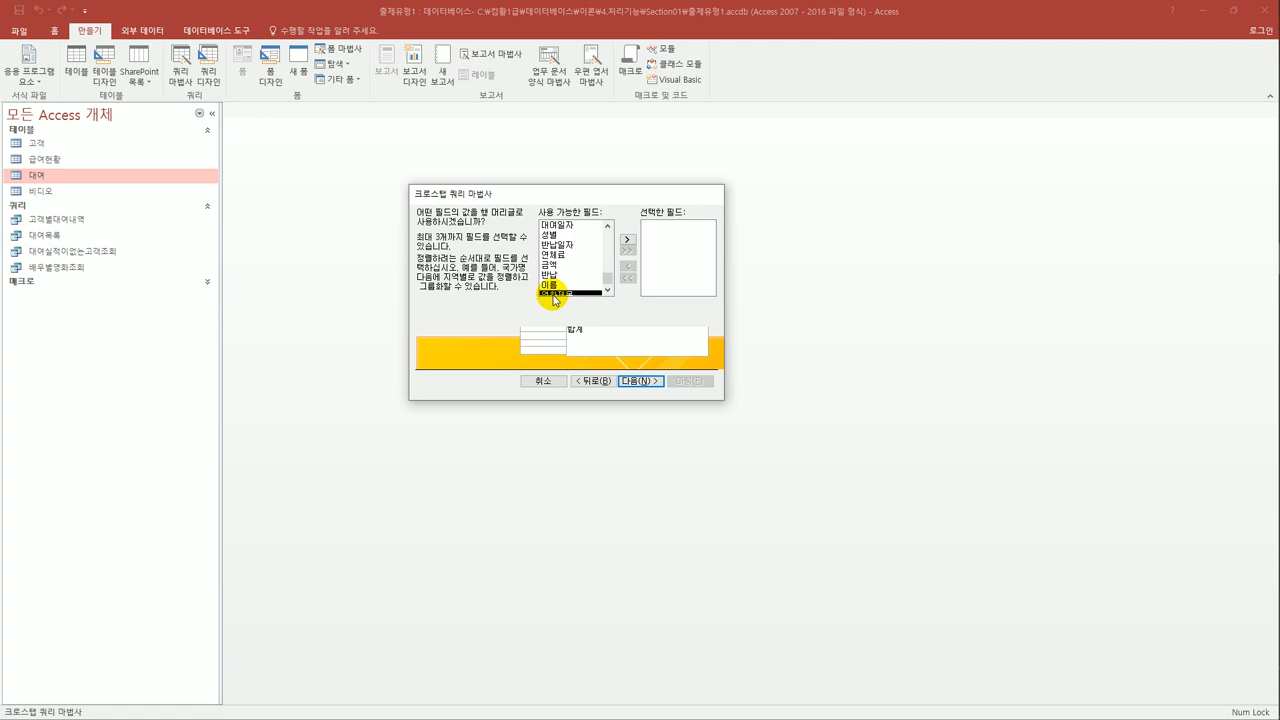 출제유형1 : 데이터베이스- C:₩컴활1급₩데이터베이스₩이론₩4.처리기능₩Section01₩출제유형1.accdb (Access 2007 - 2016 파일 형식) - Access
파일 홈 만들기 외부 데이터 데이터베이스 도구 수행할 작업을 알려 주세요. 로그인
응용 프로그램 요소
테이블
테이블 디자인
SharePoint 목록
쿼리 마법사
쿼리 디자인
폼
폼 디자인
새 폼
폼 마법사
탐색
기타 폼
보고서
보고서 디자인
새 보고서
보고서 마법사
레이블
업무 문서 양식 마법사
우편 엽서 마법사
매크로
모듈
클래스 모듈
Visual Basic
서식 파일 테이블 쿼리 폼 보고서 매크로 및 코드
모든 Access 개체
테이블
고객
급여현황
대여
비디오
쿼리
고객별대여내역
대여목록
대여실적이없는고객조회
배우별영화조회
매크로
크로스탭 쿼리 마법사
어떤 필드의 값을 행 머리글로
사용하시겠습니까?
최대 3개까지 필드를 선택할 수
있습니다.
정렬하려는 순서대로 필드를 선
택하십시오. 예를 들어, 국가명
다음에 지역별로 값을 정렬하고
그룹화할 수 있습니다.
사용 가능한 필드:
대여일자
성별
반납일자
연체료
금액
반납
이름
선택한 필드:
>
>>
<
<<
합계
취소 < 뒤로(B) 다음(N) > 마침(F)
크로스탭 쿼리 마법사 Num Lock